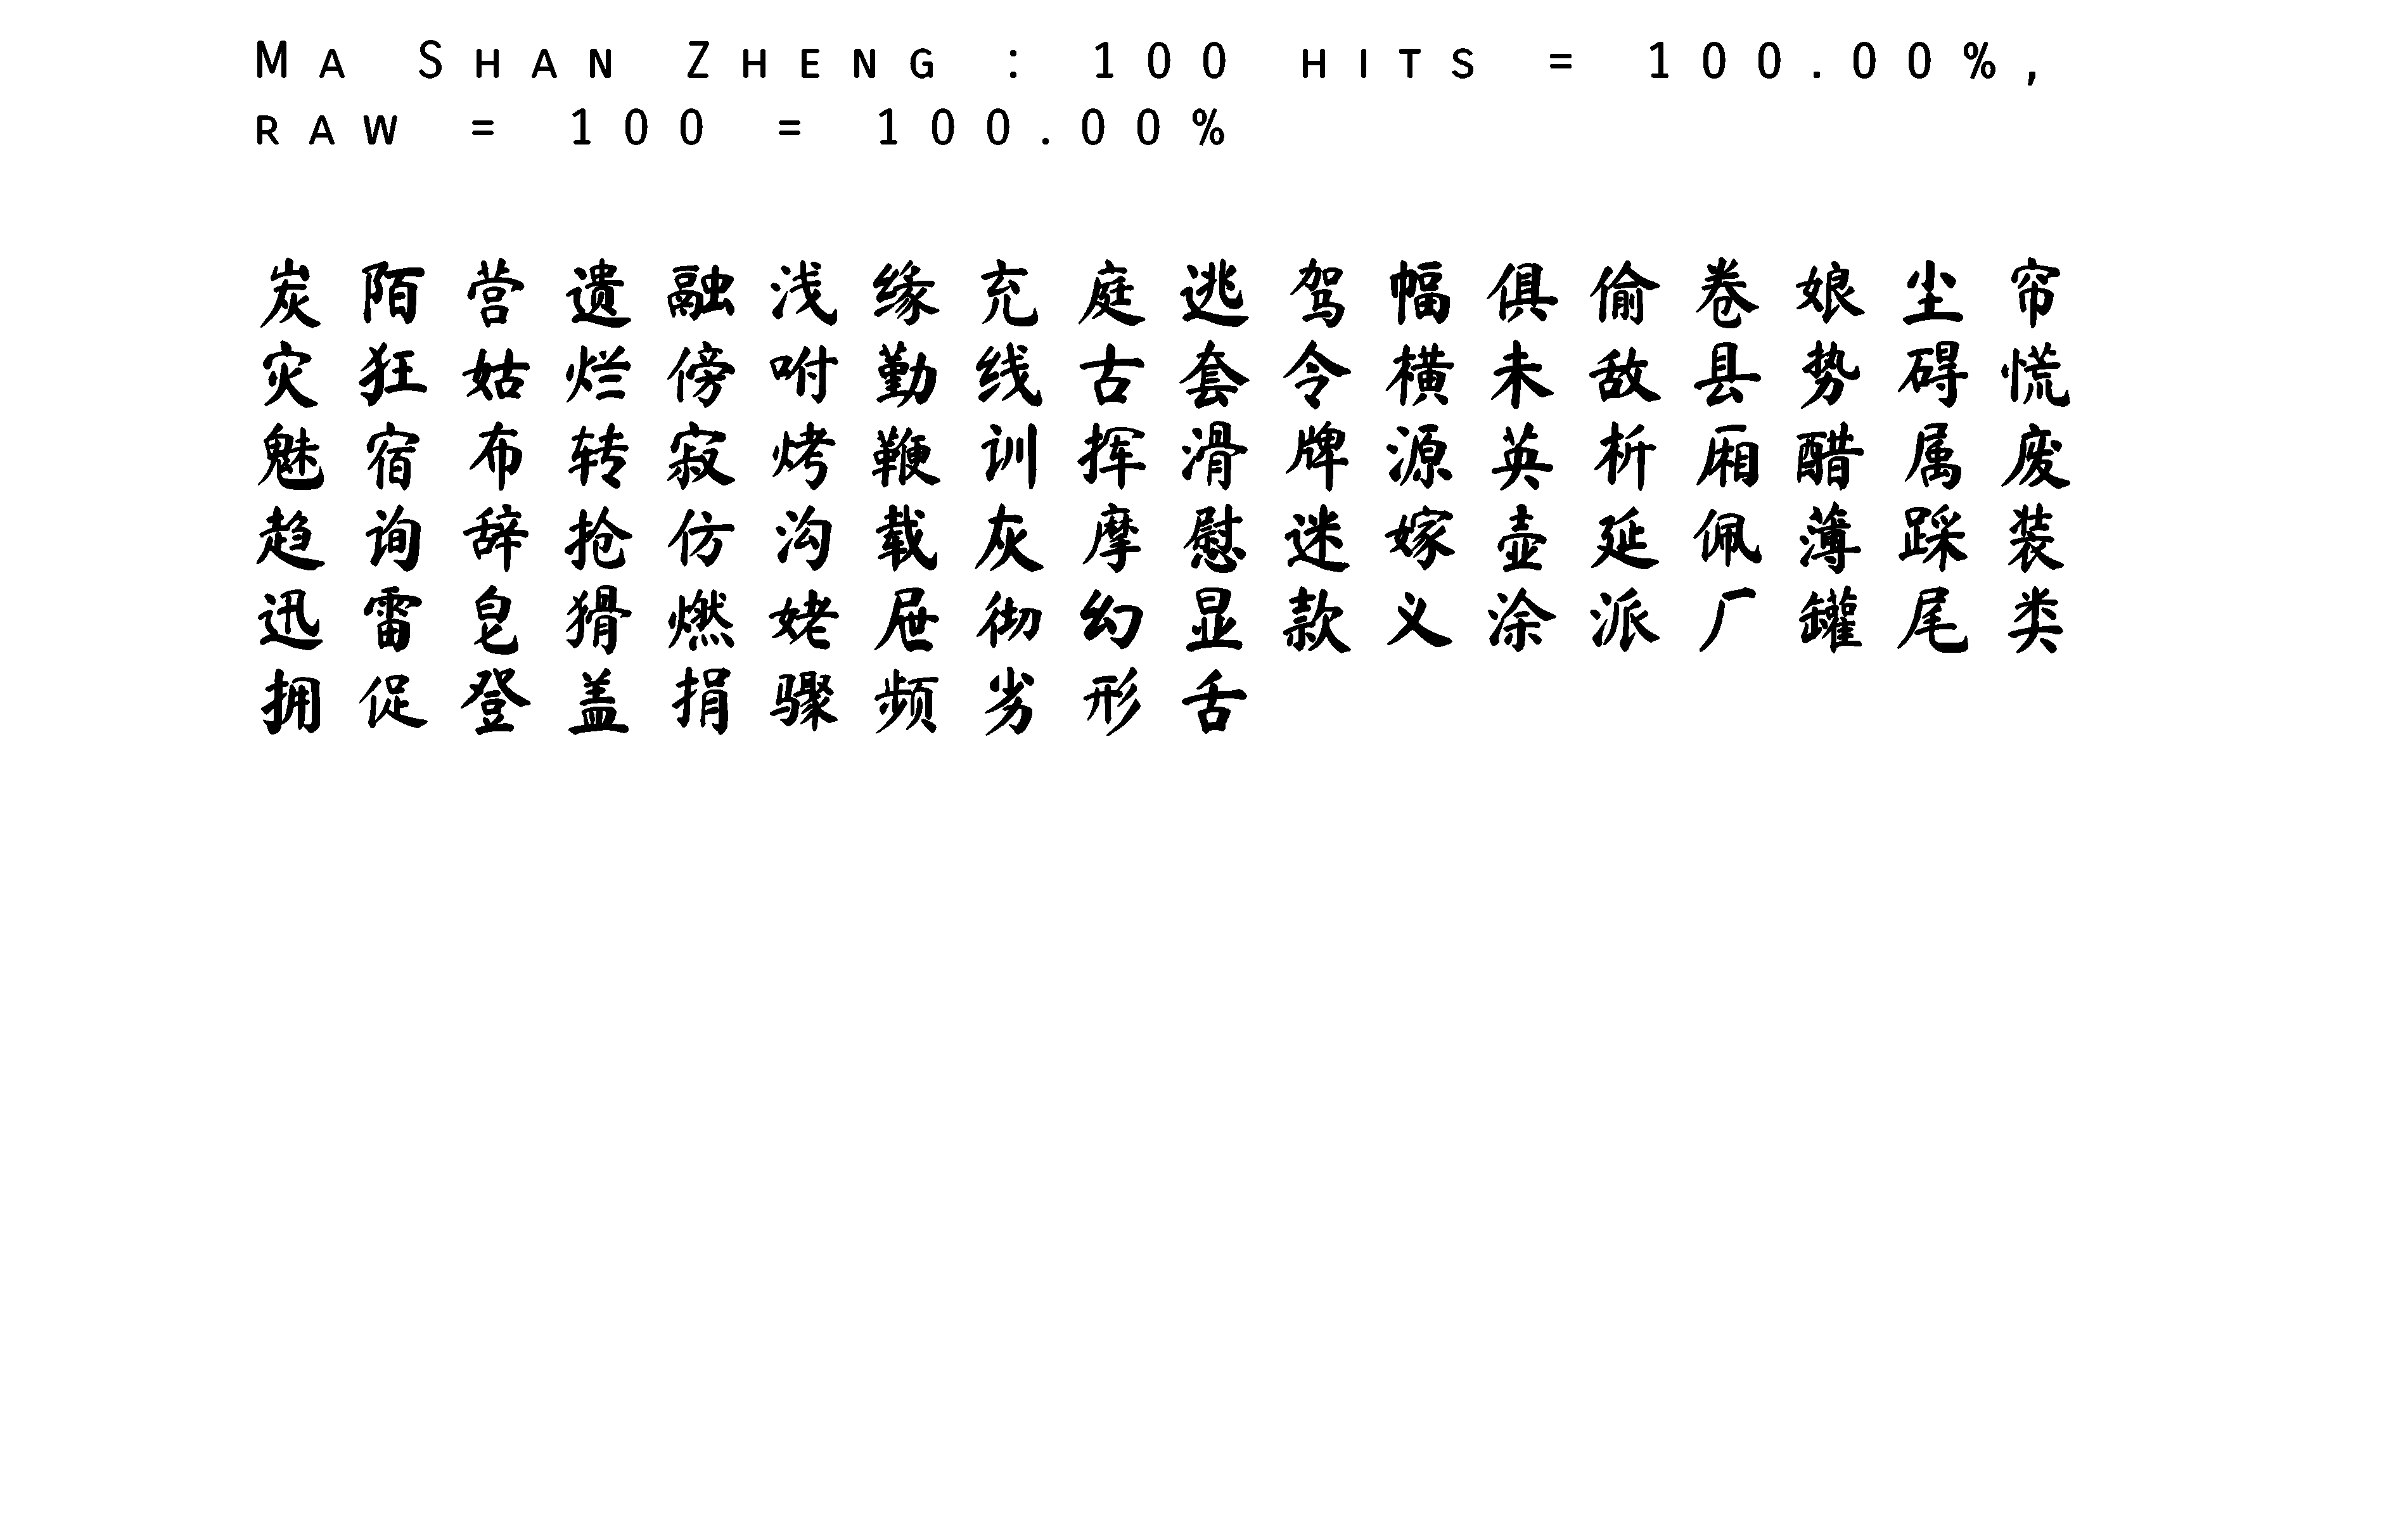 Ma Shan Zheng : 100 hits = 100.00%,
raw = 100 = 100.00%
炭陌营遗融浅缘充庭逃驾幅俱偷卷娘尘帘
灾狂姑烂傍咐勤线古套令横未敌县势碍慌
魅宿布转寂烤鞭训挥滑牌源英析厢醋属废
趋询辞抢仿沟载灰摩慰迷嫁壶延佩薄踩装
迅雷皂猾燃姥屉彻幻显款义涂派厂罐尾类
拥促登盖捐骤频劣形舌